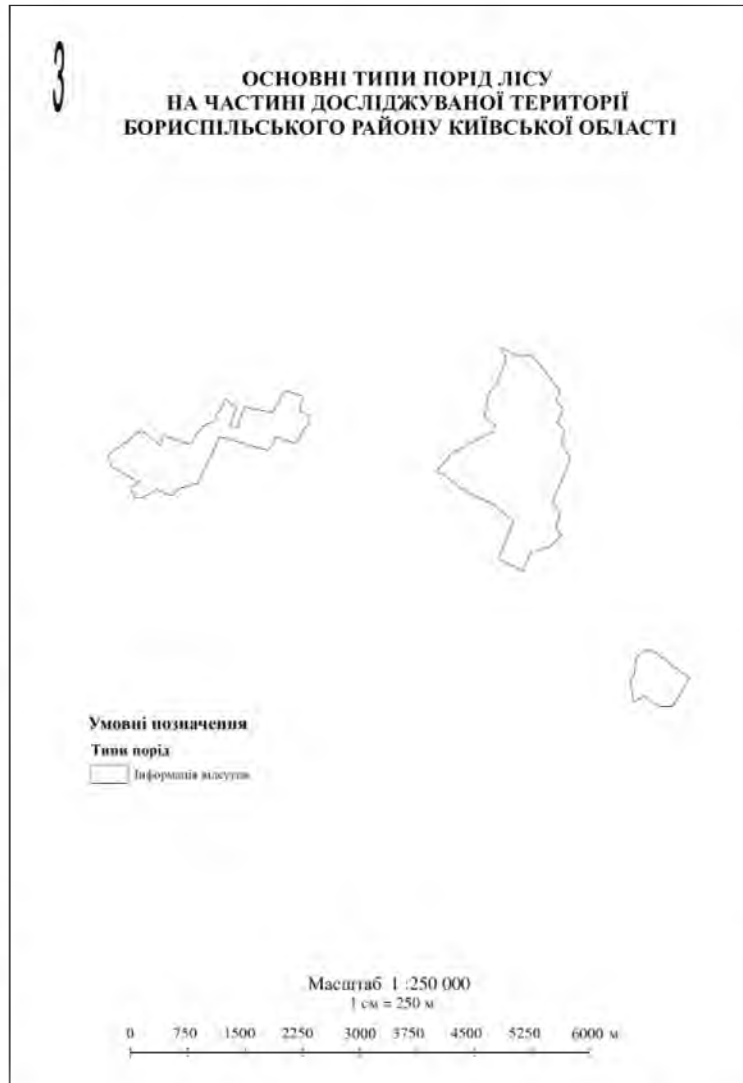 3
ОСНОВНІ ТИПИ ПОРІД ЛІСУ
НА ЧАСТИНІ ДОСЛІДЖУВАНОЇ ТЕРИТОРІЇ
БОРИСПІЛЬСЬКОГО РАЙОНУ КИЇВСЬКОЇ ОБЛАСТІ
Умовні позначення
Типи порід
Інформація відсутня
Масштаб 1 :250 000
1 см = 250 м
0 750 1500 2250 3000 3750 4500 5250 6000 м